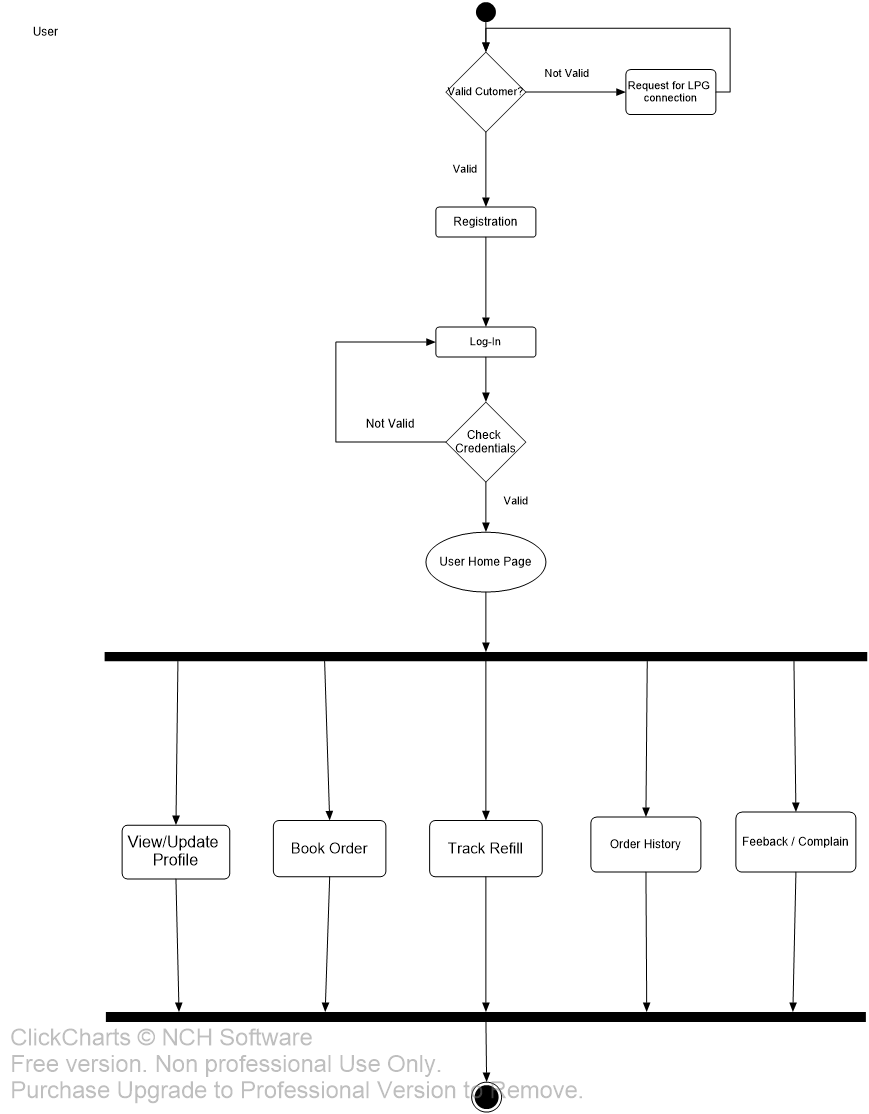 User
Valid Cutomer?
Not Valid
Request for LPG
connection
Valid
Registration
Log-In
Not Valid
Check
Credentials
Valid
User Home Page
View/Update
Profile
Book Order
Track Refill
Order History
Feeback / Complain
ClickCharts © NCH Software
Free version. Non professional Use Only.
Purchase Upgrade to Professional Version to Remove.